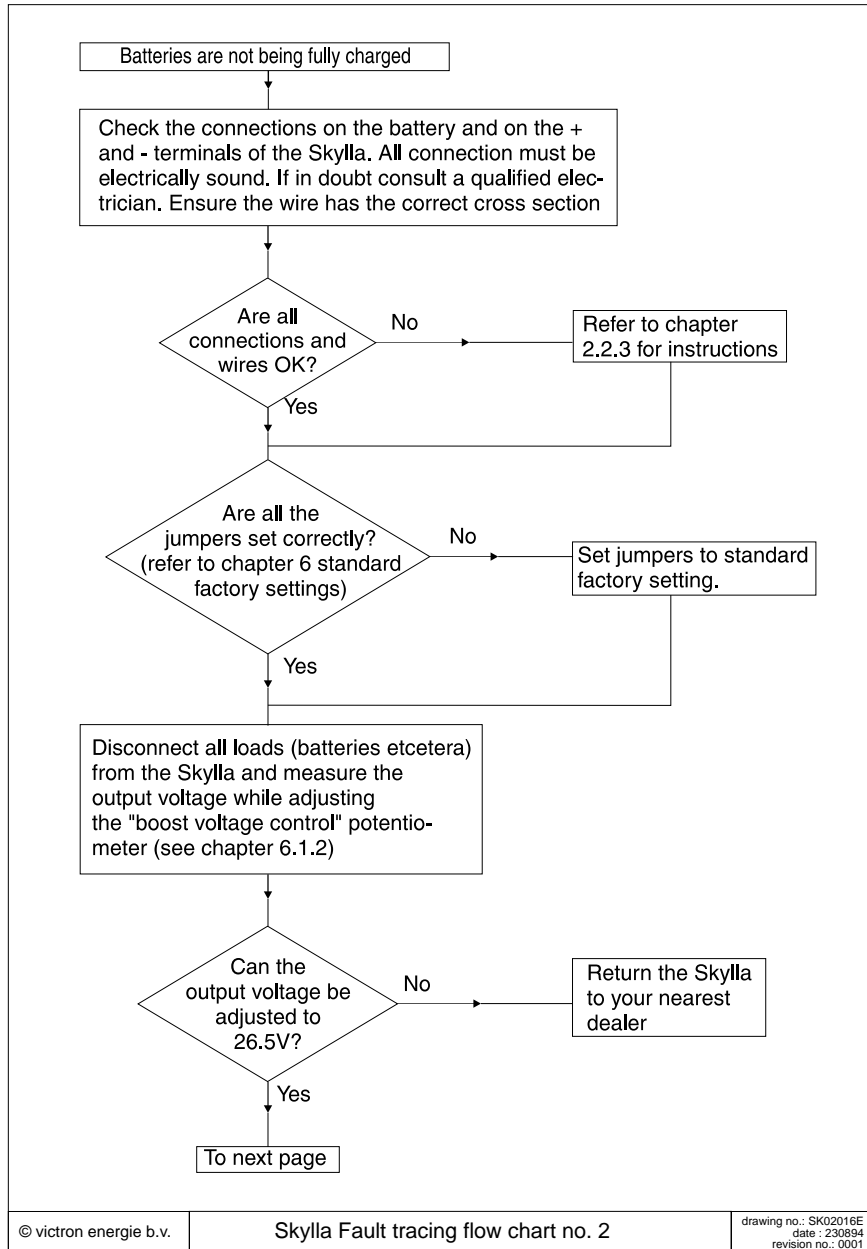 Batteries are not being fully charged
Check the connections on the battery and on the +
and - terminals of the Skylla. All connection must be
electrically sound. If in doubt consult a qualified elec-
trician. Ensure the wire has the correct cross section
Are all
connections and
wires OK?
No
Refer to chapter
2.2.3 for instructions
Yes
Are all the
jumpers set correctly?
(refer to chapter 6 standard
factory settings)
No
Set jumpers to standard
factory setting.
Yes
Disconnect all loads (batteries etcetera)
from the Skylla and measure the
output voltage while adjusting
the "boost voltage control" potentio-
meter (see chapter 6.1.2)
Can the
output voltage be
adjusted to
26.5V?
No
Return the Skylla
to your nearest
dealer
Yes
To next page
© victron energie b.v.
Skylla Fault tracing flow chart no. 2
drawing no.: SK02016E
date : 230894
revision no.: 0001